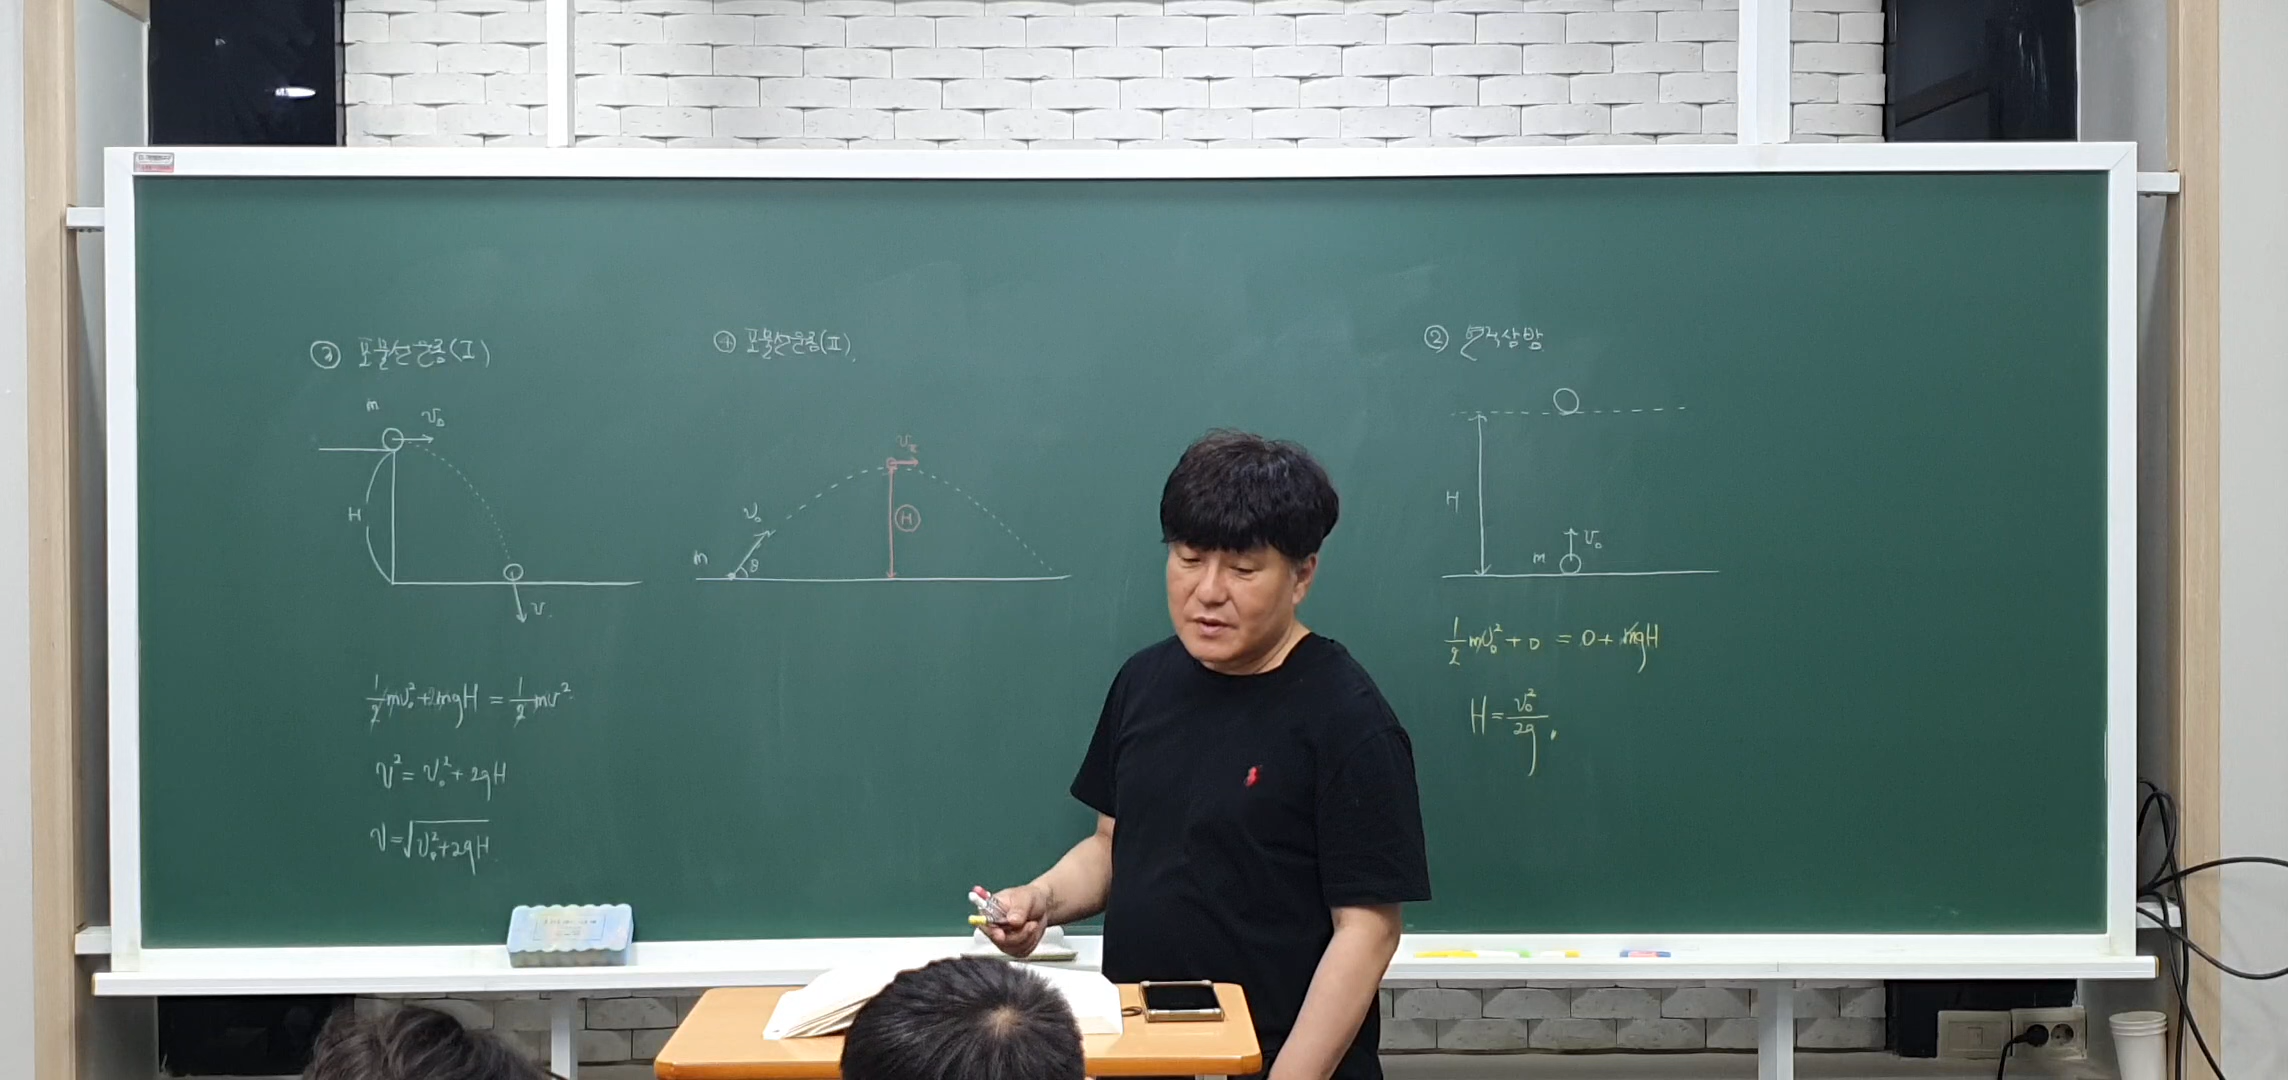 ③ 포물선운동(I)
m
v₀
H
v
½mv₀²+mgH = ½mv²
v² = v₀²+2gH
v=√(v₀²+2gH)
④ 포물선운동(II).
vₓ
H
v₀
m
θ
② 연직상방
H
m
v₀
½mv₀²+0 = 0+mgH
H = v₀²/2g.